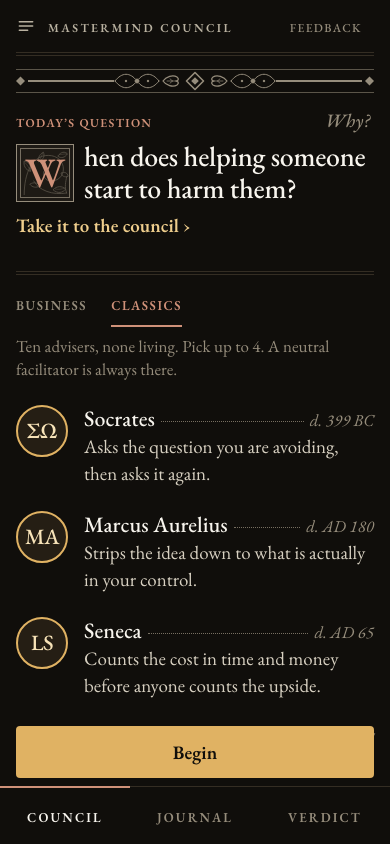 MASTERMIND COUNCIL
FEEDBACK
TODAY'S QUESTION
Why?
When does helping someone
start to harm them?
Take it to the council ›
BUSINESS
CLASSICS
Ten advisers, none living. Pick up to 4. A neutral
facilitator is always there.
ΣΩ
Socrates
d. 399 BC
Asks the question you are avoiding,
then asks it again.
MA
Marcus Aurelius
d. AD 180
Strips the idea down to what is actually
in your control.
LS
Seneca
d. AD 65
Counts the cost in time and money
before anyone counts the upside.
Begin
COUNCIL
JOURNAL
VERDICT